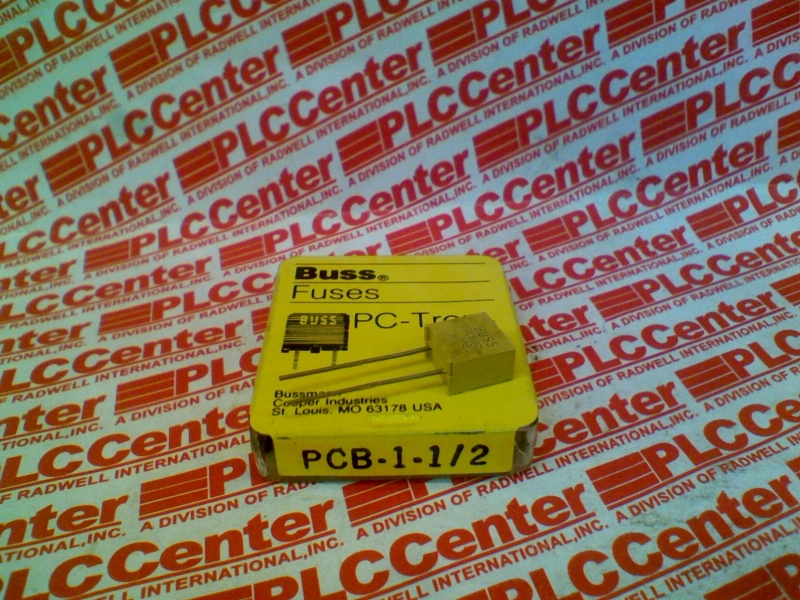 Buss®
Fuses
BUSS
PC-Tro
BUSS
Cooper Industries
St. Louis, MO 63178 USA
PCB-1-1/2
PLCCenter
A DIVISION OF RADWELL INTERNATIONAL, INC.